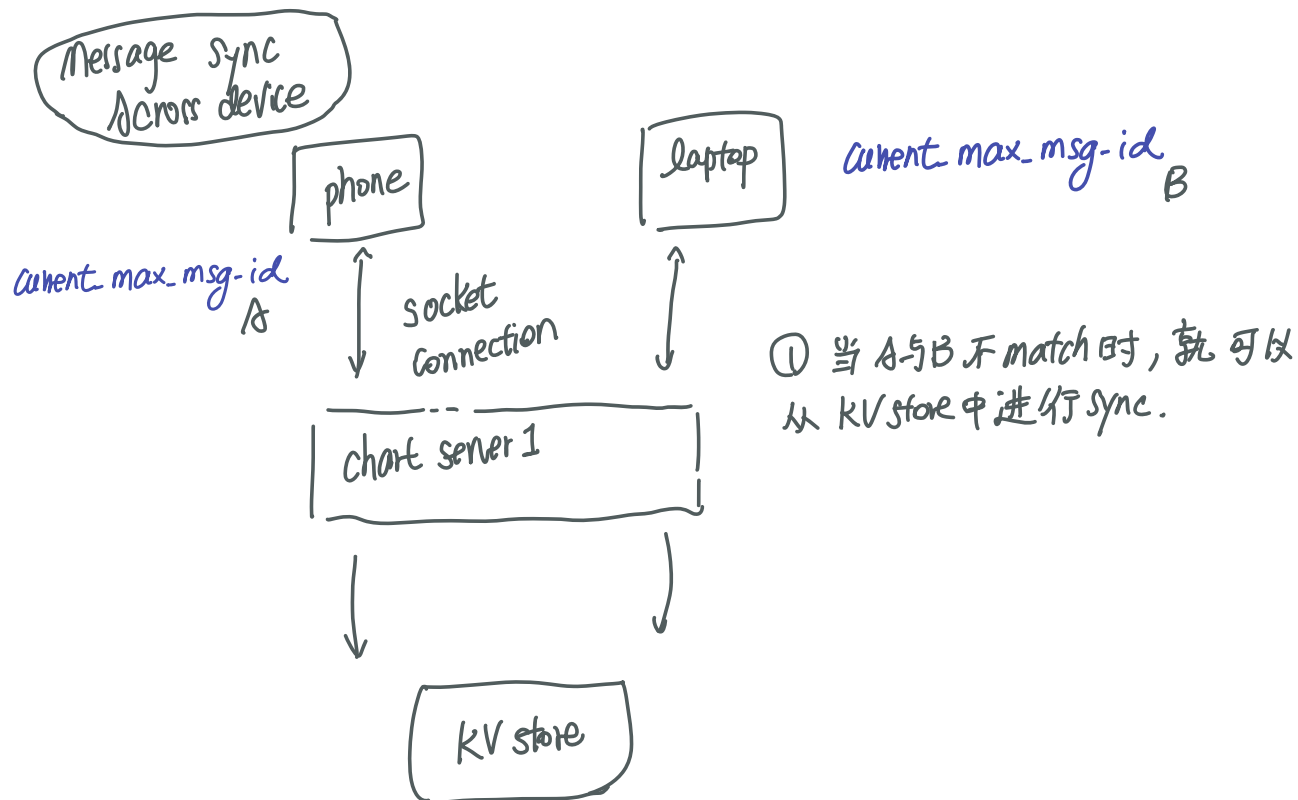 Message sync
Across device
phone
laptop
current_max_msg-id
B
current_max_msg-id
A
socket
connection
① 当A与B不match时,就可以
从KV store中进行sync.
chart server 1
KV store